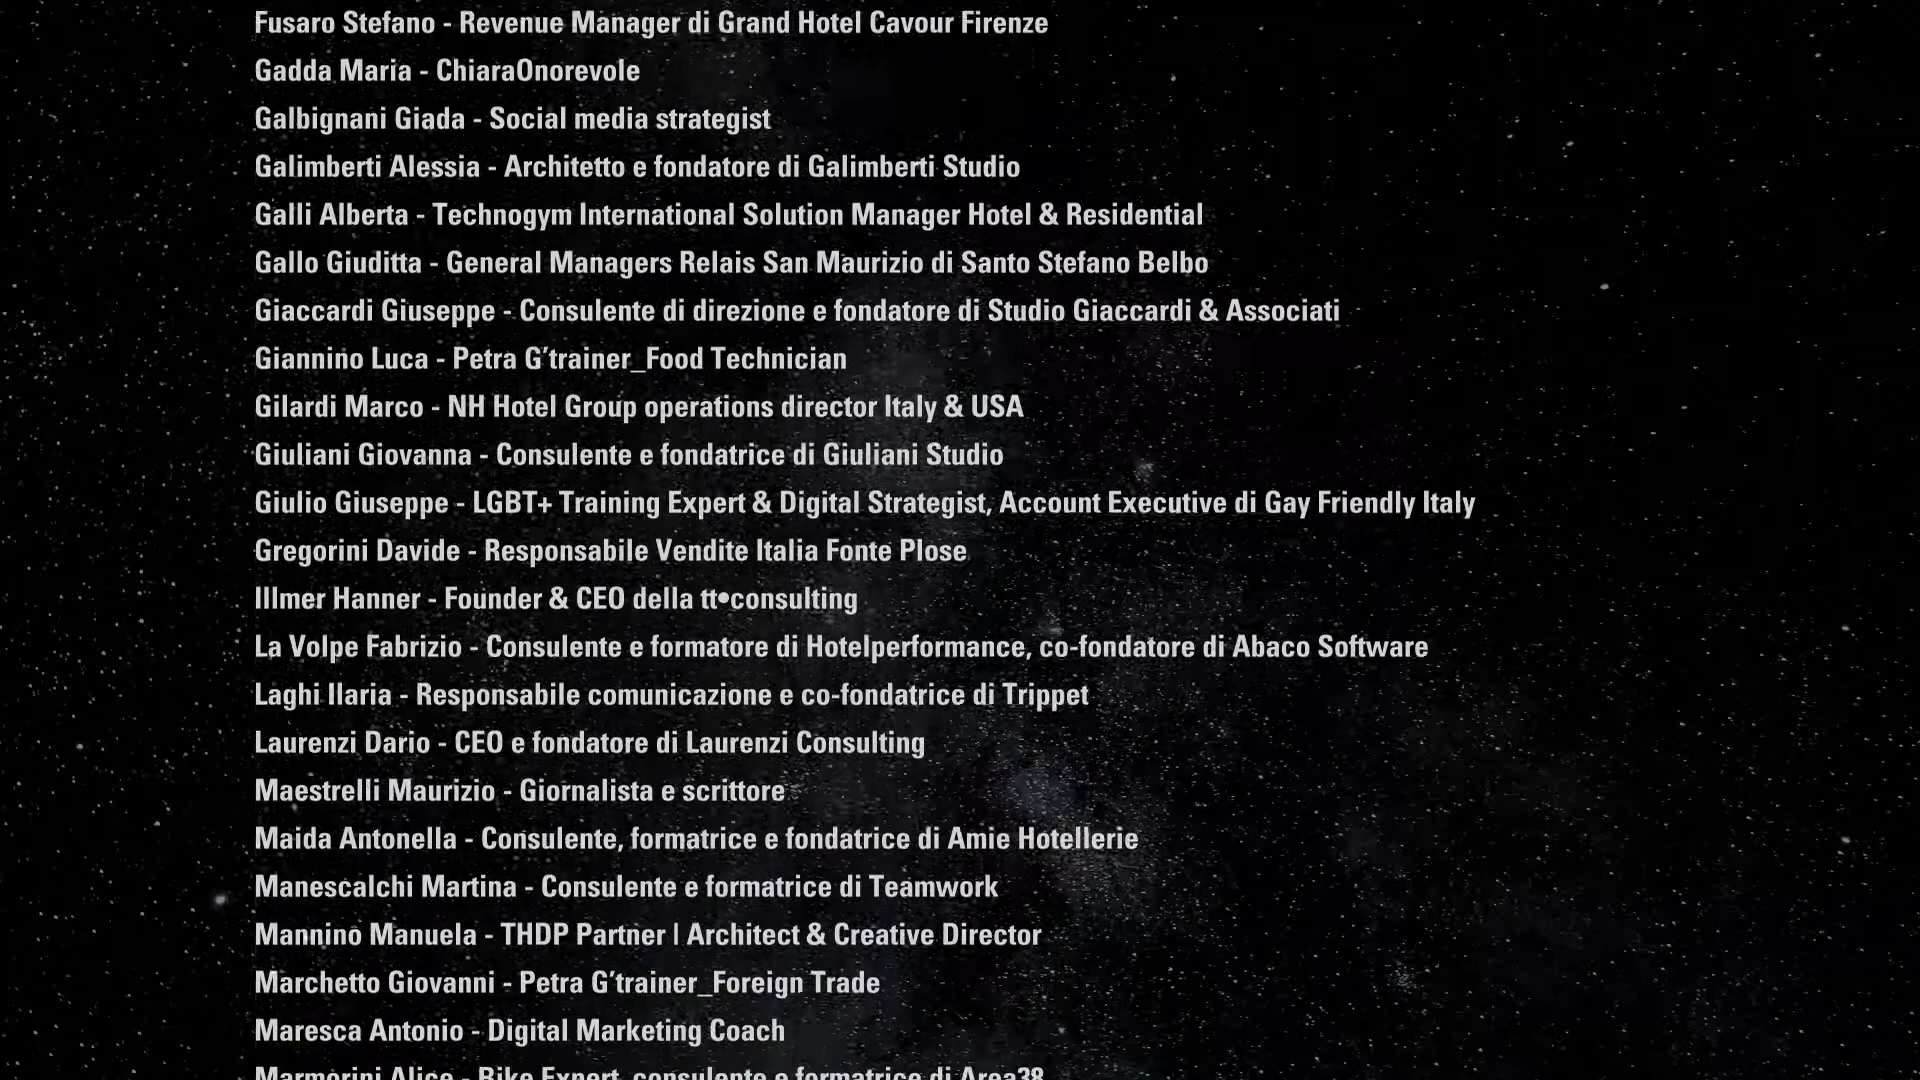 Fusaro Stefano - Revenue Manager di Grand Hotel Cavour Firenze
Gadda Maria - ChiaraOnorevole
Galbignani Giada - Social media strategist
Galimberti Alessia - Architetto e fondatore di Galimberti Studio
Galli Alberta - Technogym International Solution Manager Hotel & Residential
Gallo Giuditta - General Managers Relais San Maurizio di Santo Stefano Belbo
Giaccardi Giuseppe - Consulente di direzione e fondatore di Studio Giaccardi & Associati
Giannino Luca - Petra G’trainer_Food Technician
Gilardi Marco - NH Hotel Group operations director Italy & USA
Giuliani Giovanna - Consulente e fondatrice di Giuliani Studio
Giulio Giuseppe - LGBT+ Training Expert & Digital Strategist, Account Executive di Gay Friendly Italy
Gregorini Davide - Responsabile Vendite Italia Fonte Plose
Illmer Hanner - Founder & CEO della tt•consulting
La Volpe Fabrizio - Consulente e formatore di Hotelperformance, co-fondatore di Abaco Software
Laghi Ilaria - Responsabile comunicazione e co-fondatrice di Trippet
Laurenzi Dario - CEO e fondatore di Laurenzi Consulting
Maestrelli Maurizio - Giornalista e scrittore
Maida Antonella - Consulente, formatrice e fondatrice di Amie Hotellerie
Manescalchi Martina - Consulente e formatrice di Teamwork
Mannino Manuela - THDP Partner | Architect & Creative Director
Marchetto Giovanni - Petra G’trainer_Foreign Trade
Maresca Antonio - Digital Marketing Coach
Marmorini Alice - Bike Expert, consulente e formatrice di Area38